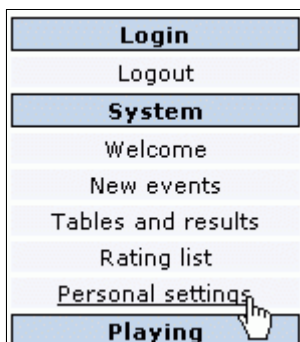 Login
Logout
System
Welcome
New events
Tables and results
Rating list
Personal settings
Playing